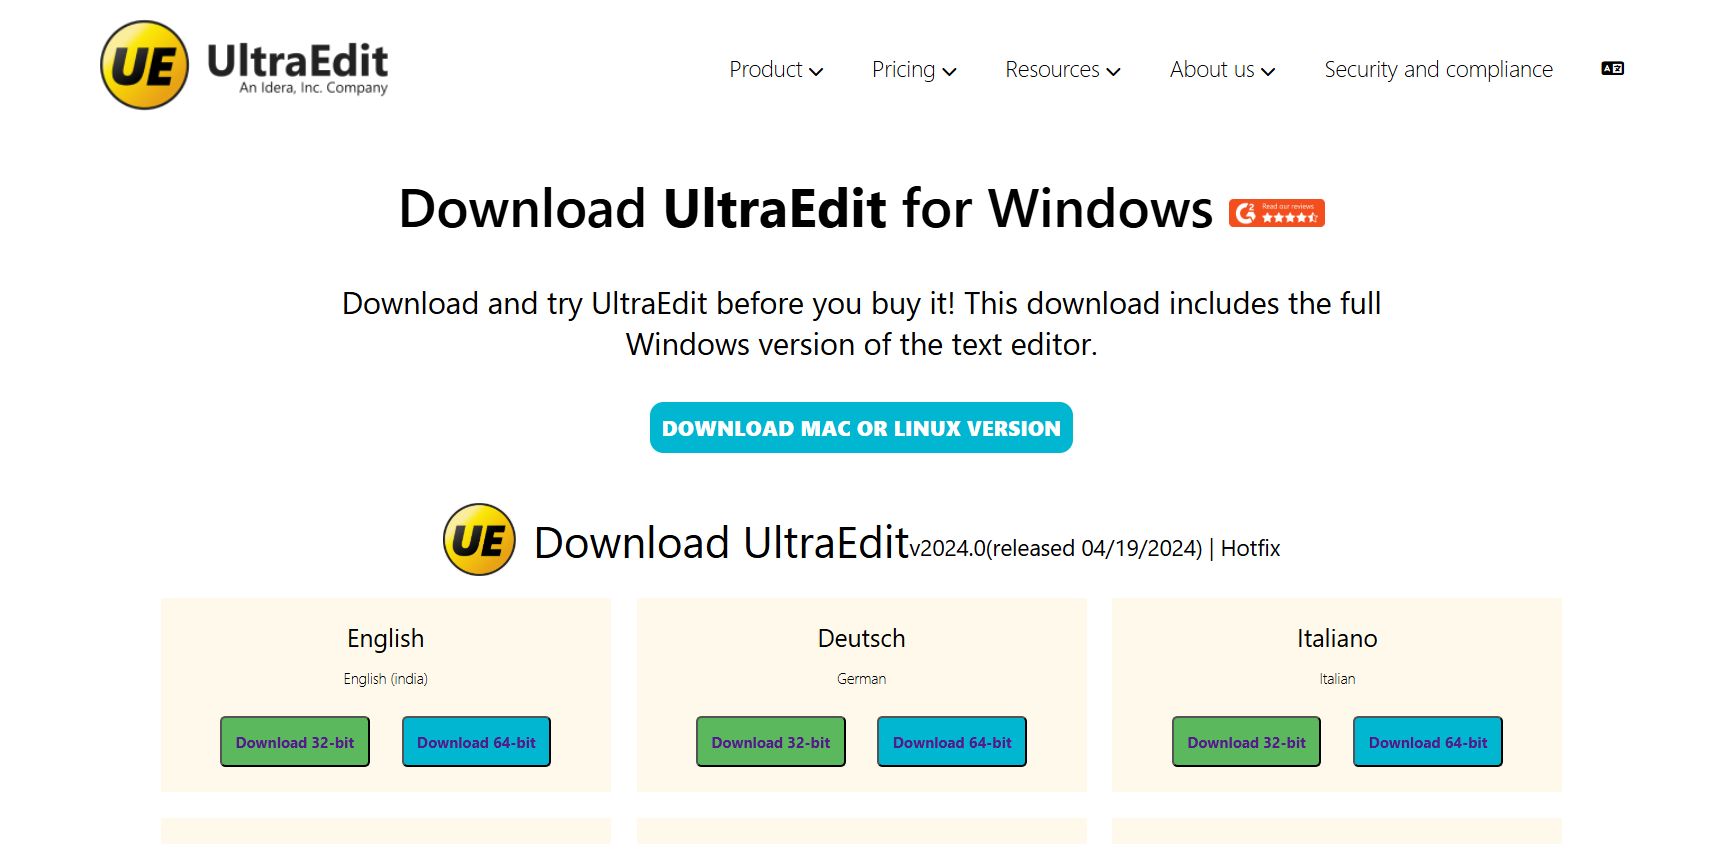 UE UltraEdit
An Idera, Inc. Company
Product Pricing Resources About us Security and compliance
Download UltraEdit for Windows
G2 Read our reviews
Download and try UltraEdit before you buy it! This download includes the full
Windows version of the text editor.
DOWNLOAD MAC OR LINUX VERSION
UE Download UltraEditv2024.0(released 04/19/2024) | Hotfix
English
English (india)
Download 32-bit Download 64-bit
Deutsch
German
Download 32-bit Download 64-bit
Italiano
Italian
Download 32-bit Download 64-bit